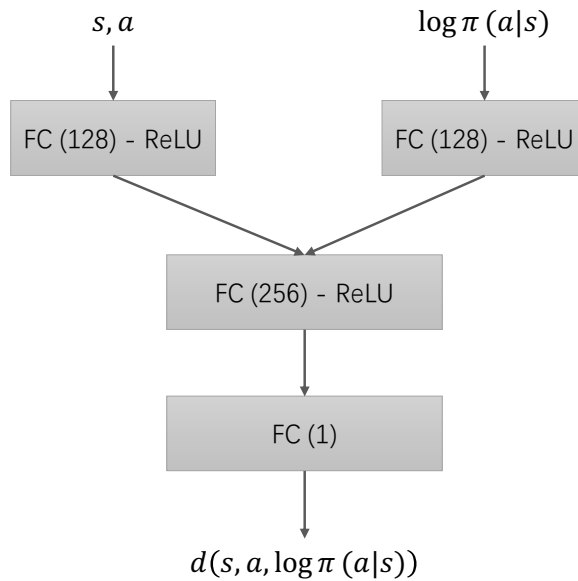 s, a
log π (a|s)
FC (128) - ReLU
FC (128) - ReLU
FC (256) - ReLU
FC (1)
d(s, a, log π (a|s))